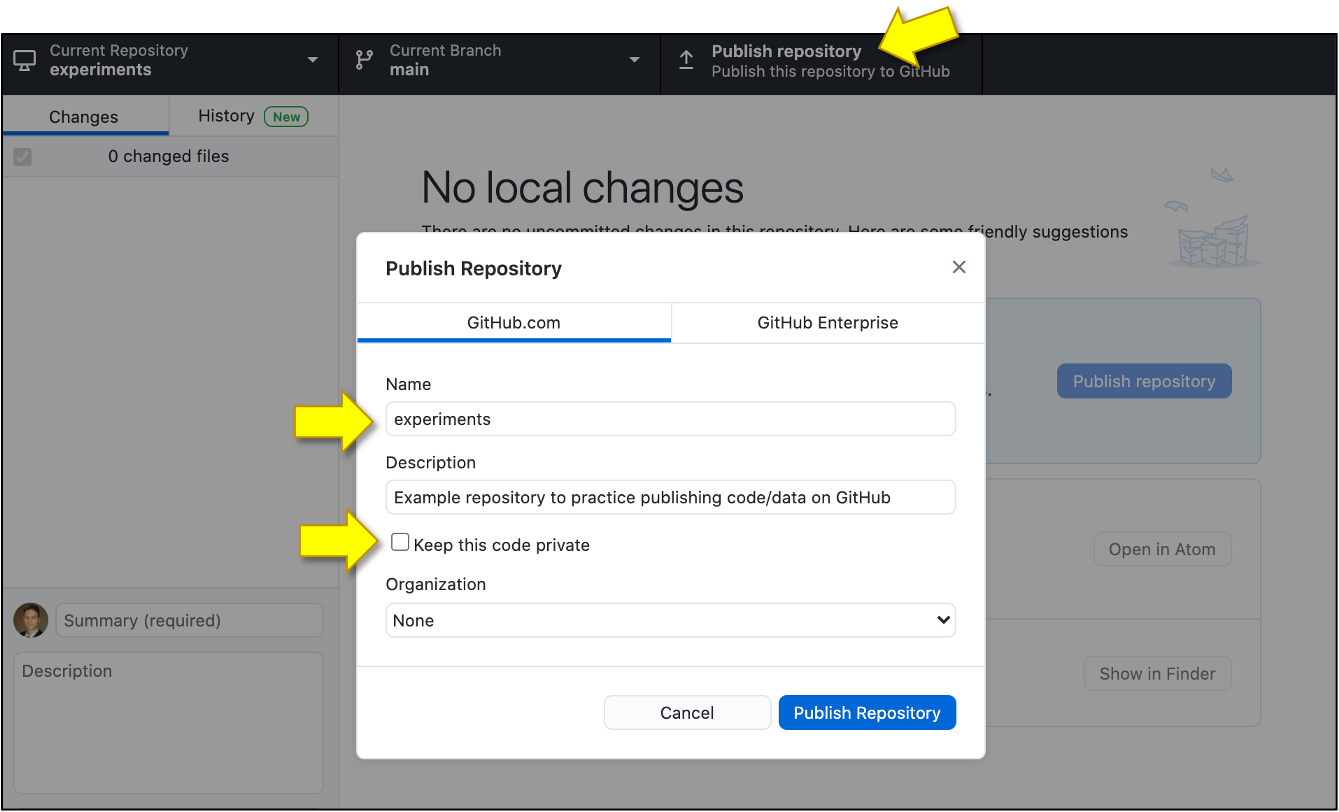 Current Repository
experiments
Current Branch
main
Publish repository
Publish this repository to GitHub
Changes
History New
0 changed files
No local changes
There are no uncommitted changes in this repository. Here are some friendly suggestions
Publish Repository
GitHub.com
GitHub Enterprise
Name
experiments
Description
Example repository to practice publishing code/data on GitHub
Keep this code private
Organization
None
Cancel
Publish Repository
Publish repository
Open in Atom
Show in Finder
Summary (required)
Description